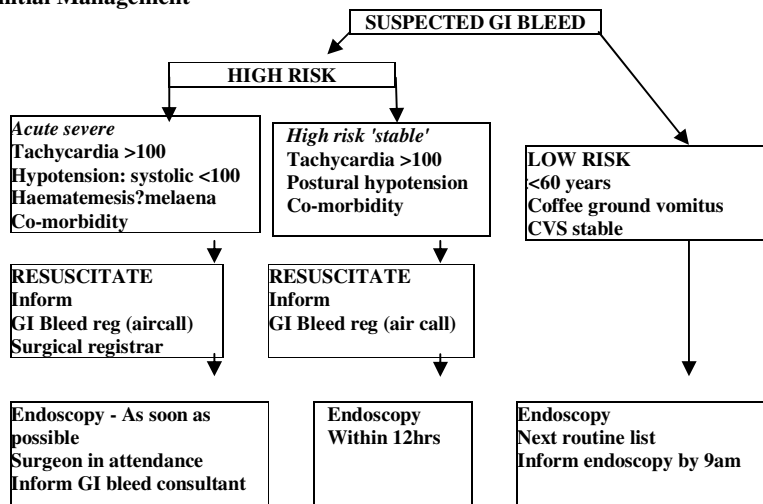 Initial Management
SUSPECTED GI BLEED
HIGH RISK
Acute severe
Tachycardia >100
Hypotension: systolic <100
Haematemesis?melaena
Co-morbidity
High risk 'stable'
Tachycardia >100
Postural hypotension
Co-morbidity
LOW RISK
<60 years
Coffee ground vomitus
CVS stable
RESUSCITATE
Inform
GI Bleed reg (aircall)
Surgical registrar
RESUSCITATE
Inform
GI Bleed reg (air call)
Endoscopy - As soon as
possible
Surgeon in attendance
Inform GI bleed consultant
Endoscopy
Within 12hrs
Endoscopy
Next routine list
Inform endoscopy by 9am